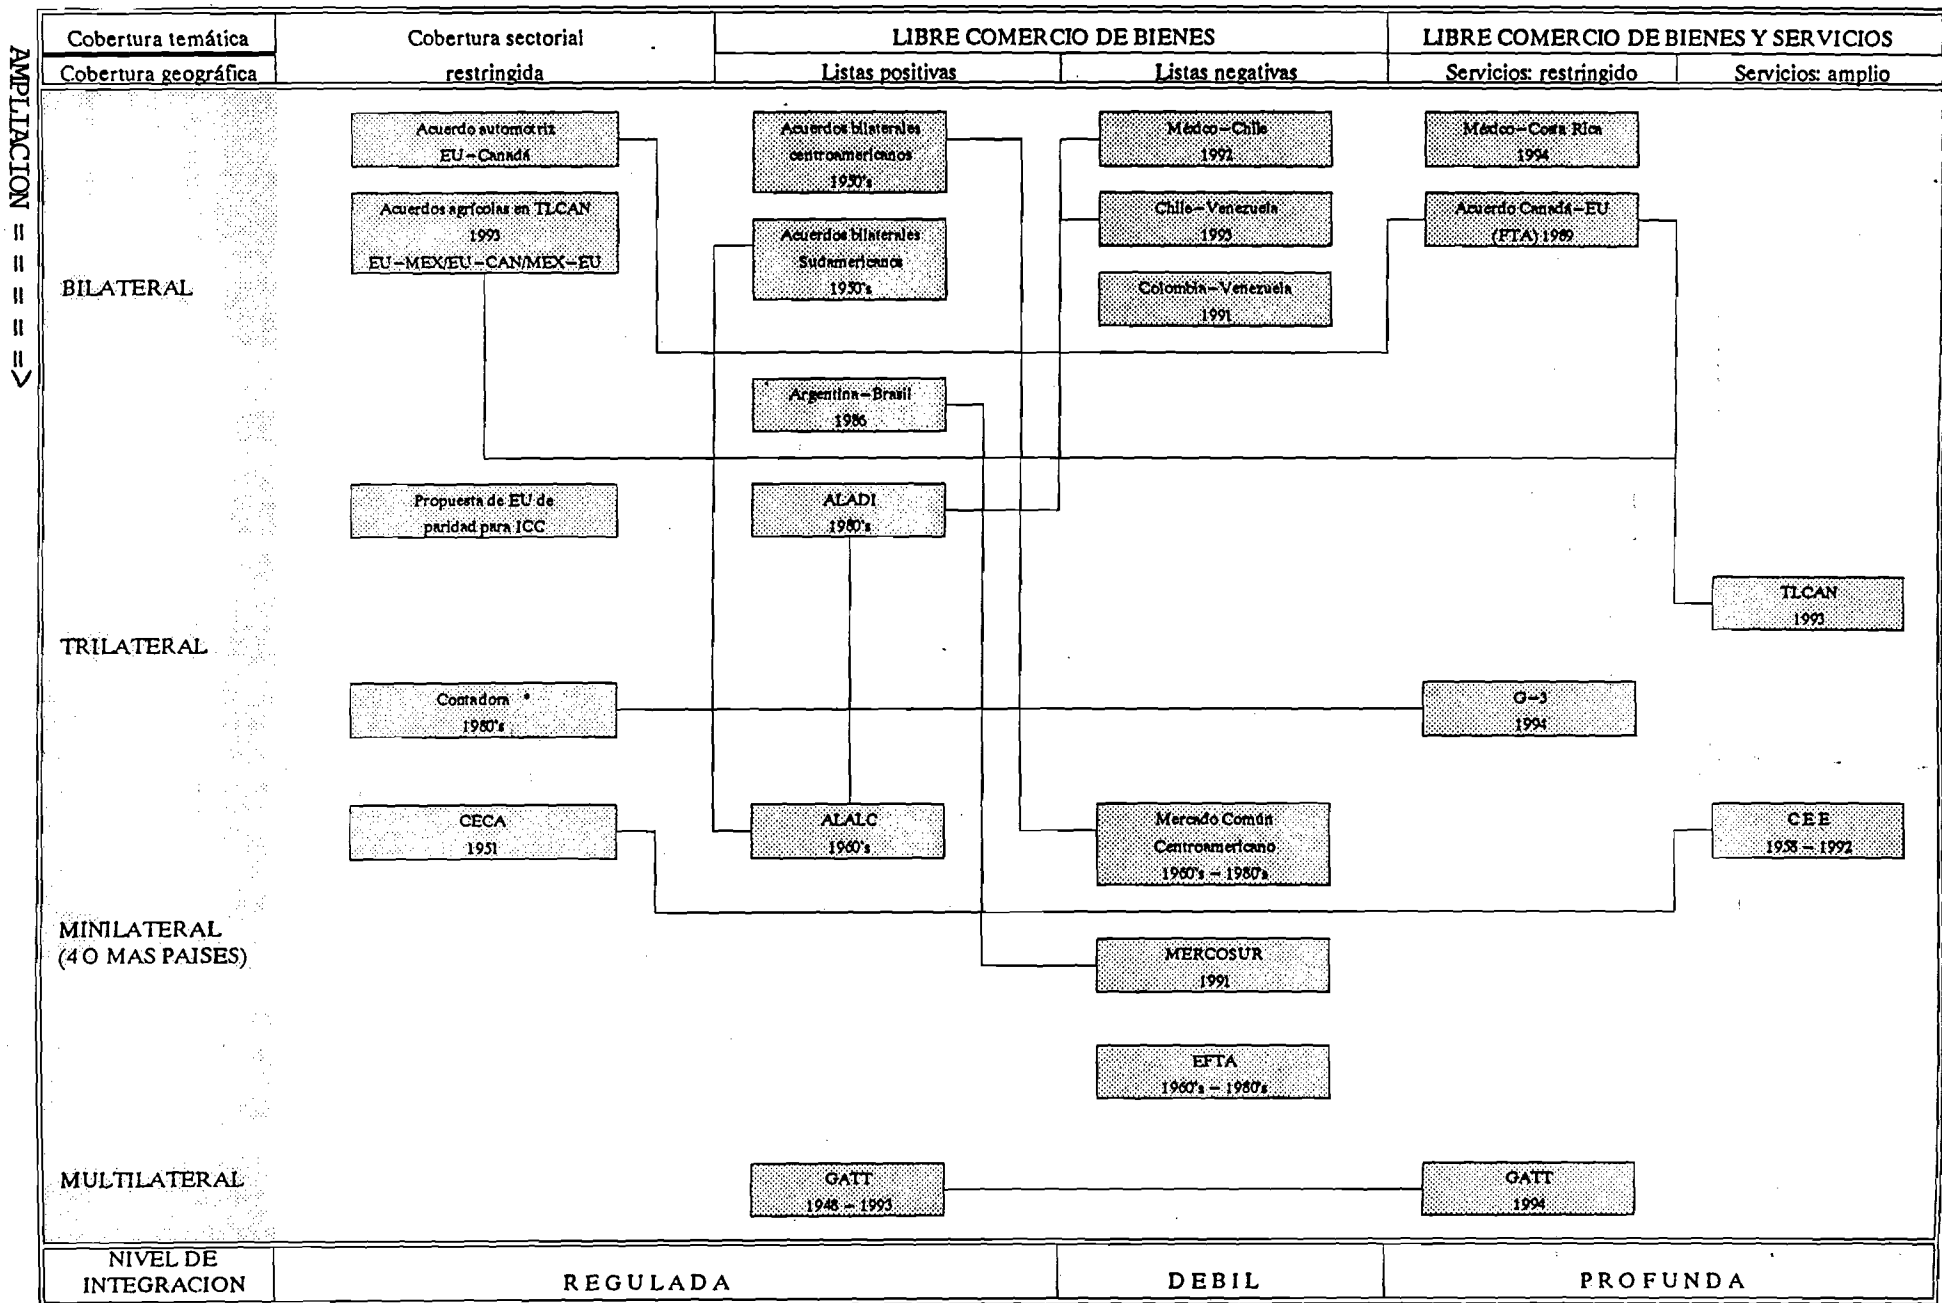 AMPLIACION = = = = = =>
Cobertura temática
Cobertura geográfica
Cobertura sectorial
restringida
LIBRE COMERCIO DE BIENES
Listas positivas
Listas negativas
LIBRE COMERCIO DE BIENES Y SERVICIOS
Servicios: restringido
Servicios: amplio
BILATERAL
Acuerdo automotriz
EU-Canadá
Acuerdos agrícolas en TLCAN
1993
EU-MEX/EU-CAN/MEX-EU
Acuerdos bilaterales
centroamericanos
1950's
Acuerdos bilaterales
Sudamericanos
1950's
Argentina-Brasil
1986
México-Chile
1992
Chile-Venezuela
1993
Colombia-Venezuela
1991
México-Costa Rica
1994
Acuerdo Canadá-EU
(FTA) 1989
TRILATERAL
Propuesta de EU de
paridad para ICC
ALADI
1980's
TLCAN
1993
Contadora *
1980's
G-3
1994
MINILATERAL
(4 O MAS PAISES)
CECA
1951
ALALC
1960's
Mercado Común
Centroamericano
1960's - 1980's
CEE
1958 - 1992
MERCOSUR
1991
EFTA
1960's - 1980's
MULTILATERAL
GATT
1948 - 1993
GATT
1994
NIVEL DE
INTEGRACION
REGULADA
DEBIL
PROFUNDA